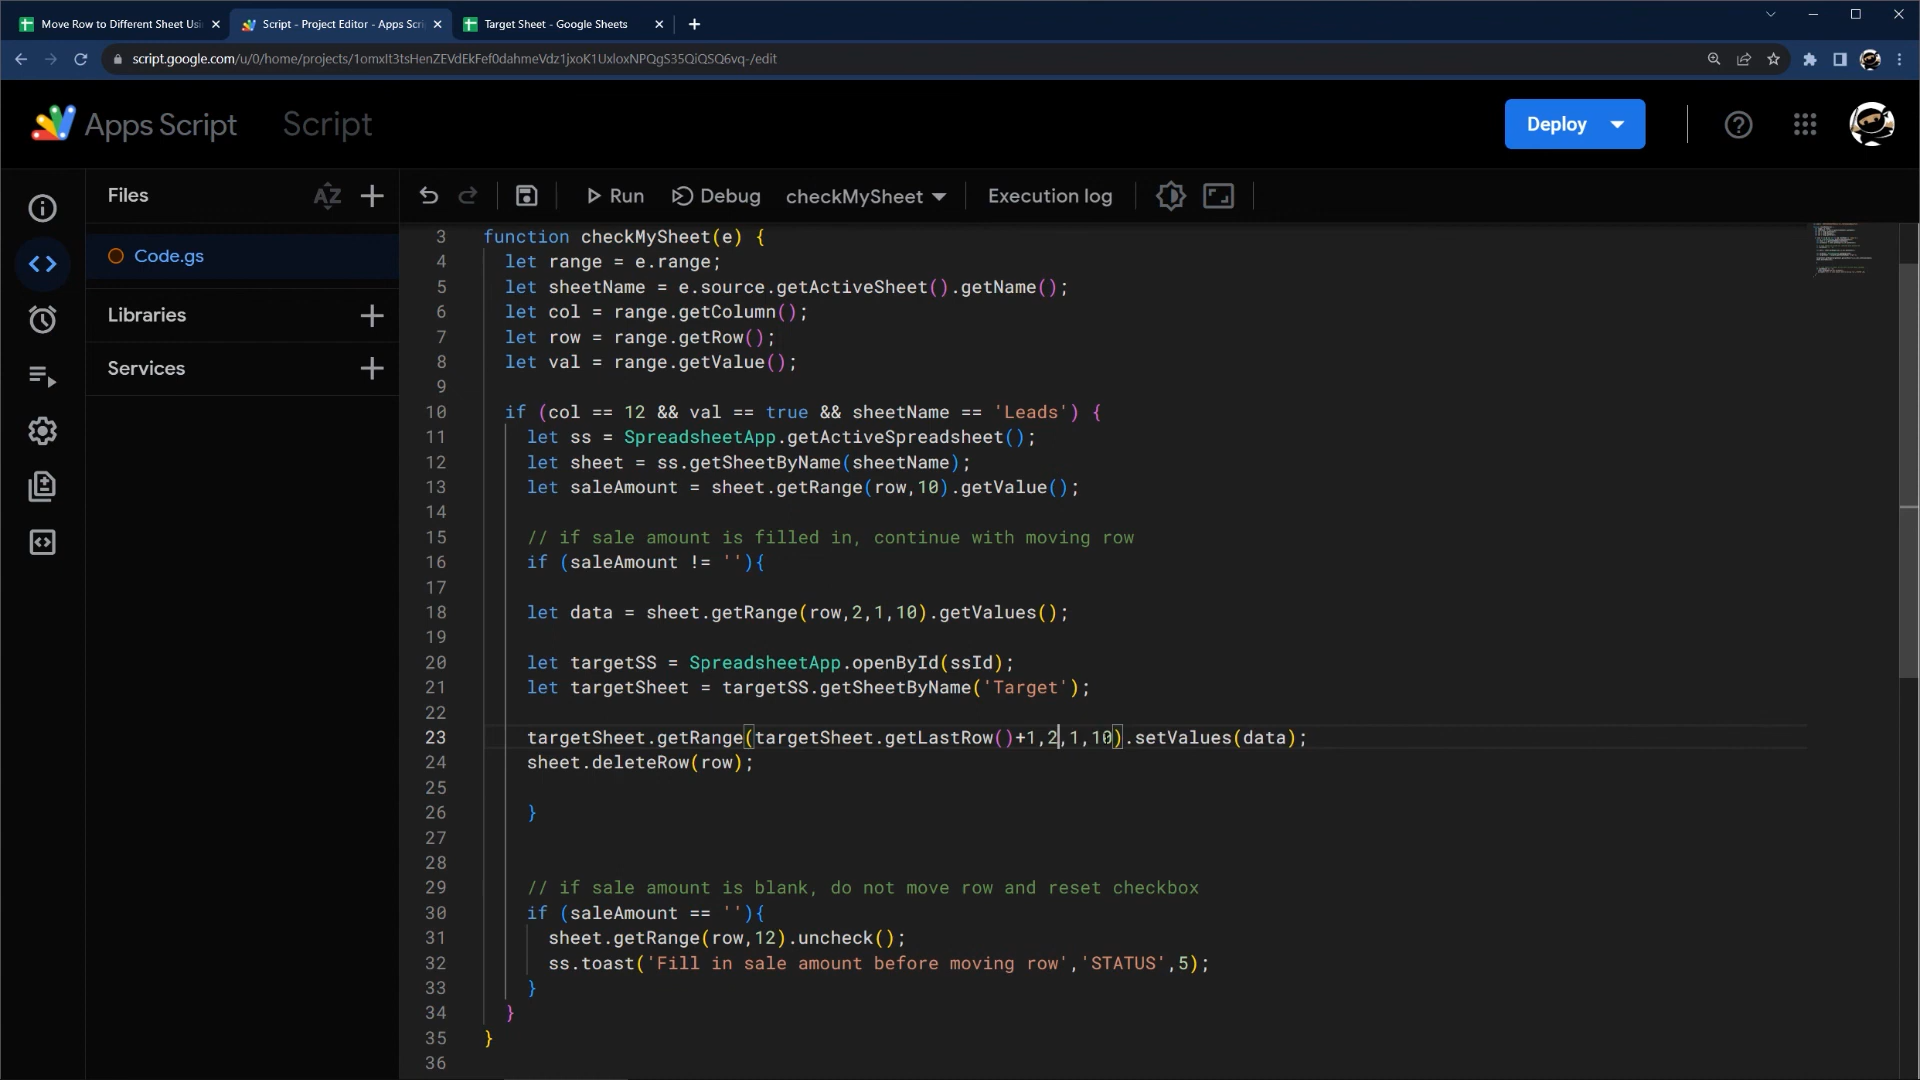 Move Row to Different Sheet Usi
Script - Project Editor - Apps Scri
Target Sheet - Google Sheets
script.google.com/u/0/home/projects/1omxIt3tsHenZEVdEkFef0dahmeVdz1jxoK1UxloxNPQgS35QiQSQ6vq-/edit
Apps Script
Script
Deploy
Files
Run
Debug
checkMySheet
Execution log
Code.gs
Libraries
Services
3 function checkMySheet(e) {
4 let range = e.range;
5 let sheetName = e.source.getActiveSheet().getName();
6 let col = range.getColumn();
7 let row = range.getRow();
8 let val = range.getValue();
9
10 if (col == 12 && val == true && sheetName == 'Leads') {
11 let ss = SpreadsheetApp.getActiveSpreadsheet();
12 let sheet = ss.getSheetByName(sheetName);
13 let saleAmount = sheet.getRange(row,10).getValue();
14
15 // if sale amount is filled in, continue with moving row
16 if (saleAmount != ''){
17
18 let data = sheet.getRange(row,2,1,10).getValues();
19
20 let targetSS = SpreadsheetApp.openById(ssId);
21 let targetSheet = targetSS.getSheetByName('Target');
22
23 targetSheet.getRange(targetSheet.getLastRow()+1,2,1,10).setValues(data);
24 sheet.deleteRow(row);
25
26 }
27
28
29 // if sale amount is blank, do not move row and reset checkbox
30 if (saleAmount == ''){
31 sheet.getRange(row,12).uncheck();
32 ss.toast('Fill in sale amount before moving row','STATUS',5);
33 }
34 }
35 }
36